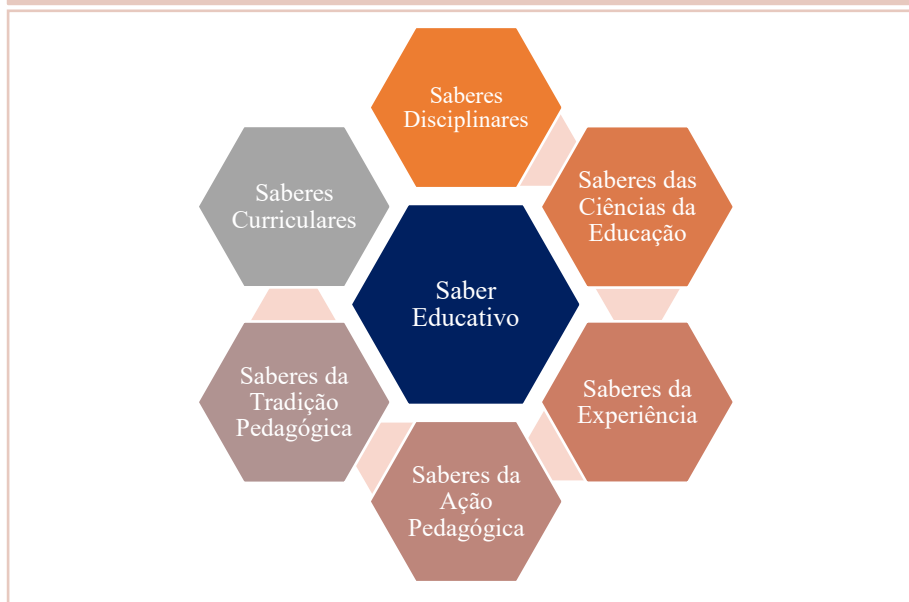 Saberes
Disciplinares
Saberes das
Ciências da
Educação
Saberes da
Experiência
Saberes da
Ação
Pedagógica
Saberes da
Tradição
Pedagógica
Saberes
Curriculares
Saber
Educativo